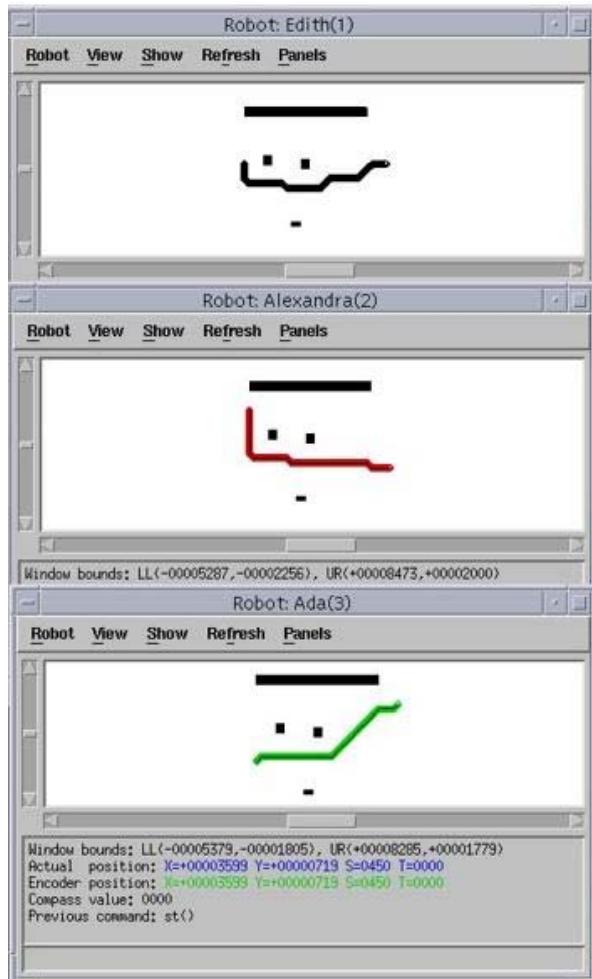 Robot: Edith(1)
Robot View Show Refresh Panels
Robot: Alexandra(2)
Robot View Show Refresh Panels
Window bounds: LL(-00005287,-00002256), UR(+00008473,+00002000)
Robot: Ada(3)
Robot View Show Refresh Panels
Window bounds: LL(-00005379,-00001805), UR(+00008285,+00001779)
Actual position: X=+00003599 Y=+00000719 S=0450 T=0000
Encoder position: X=+00003599 Y=+00000719 S=0450 T=0000
Compass value: 0000
Previous command: st()